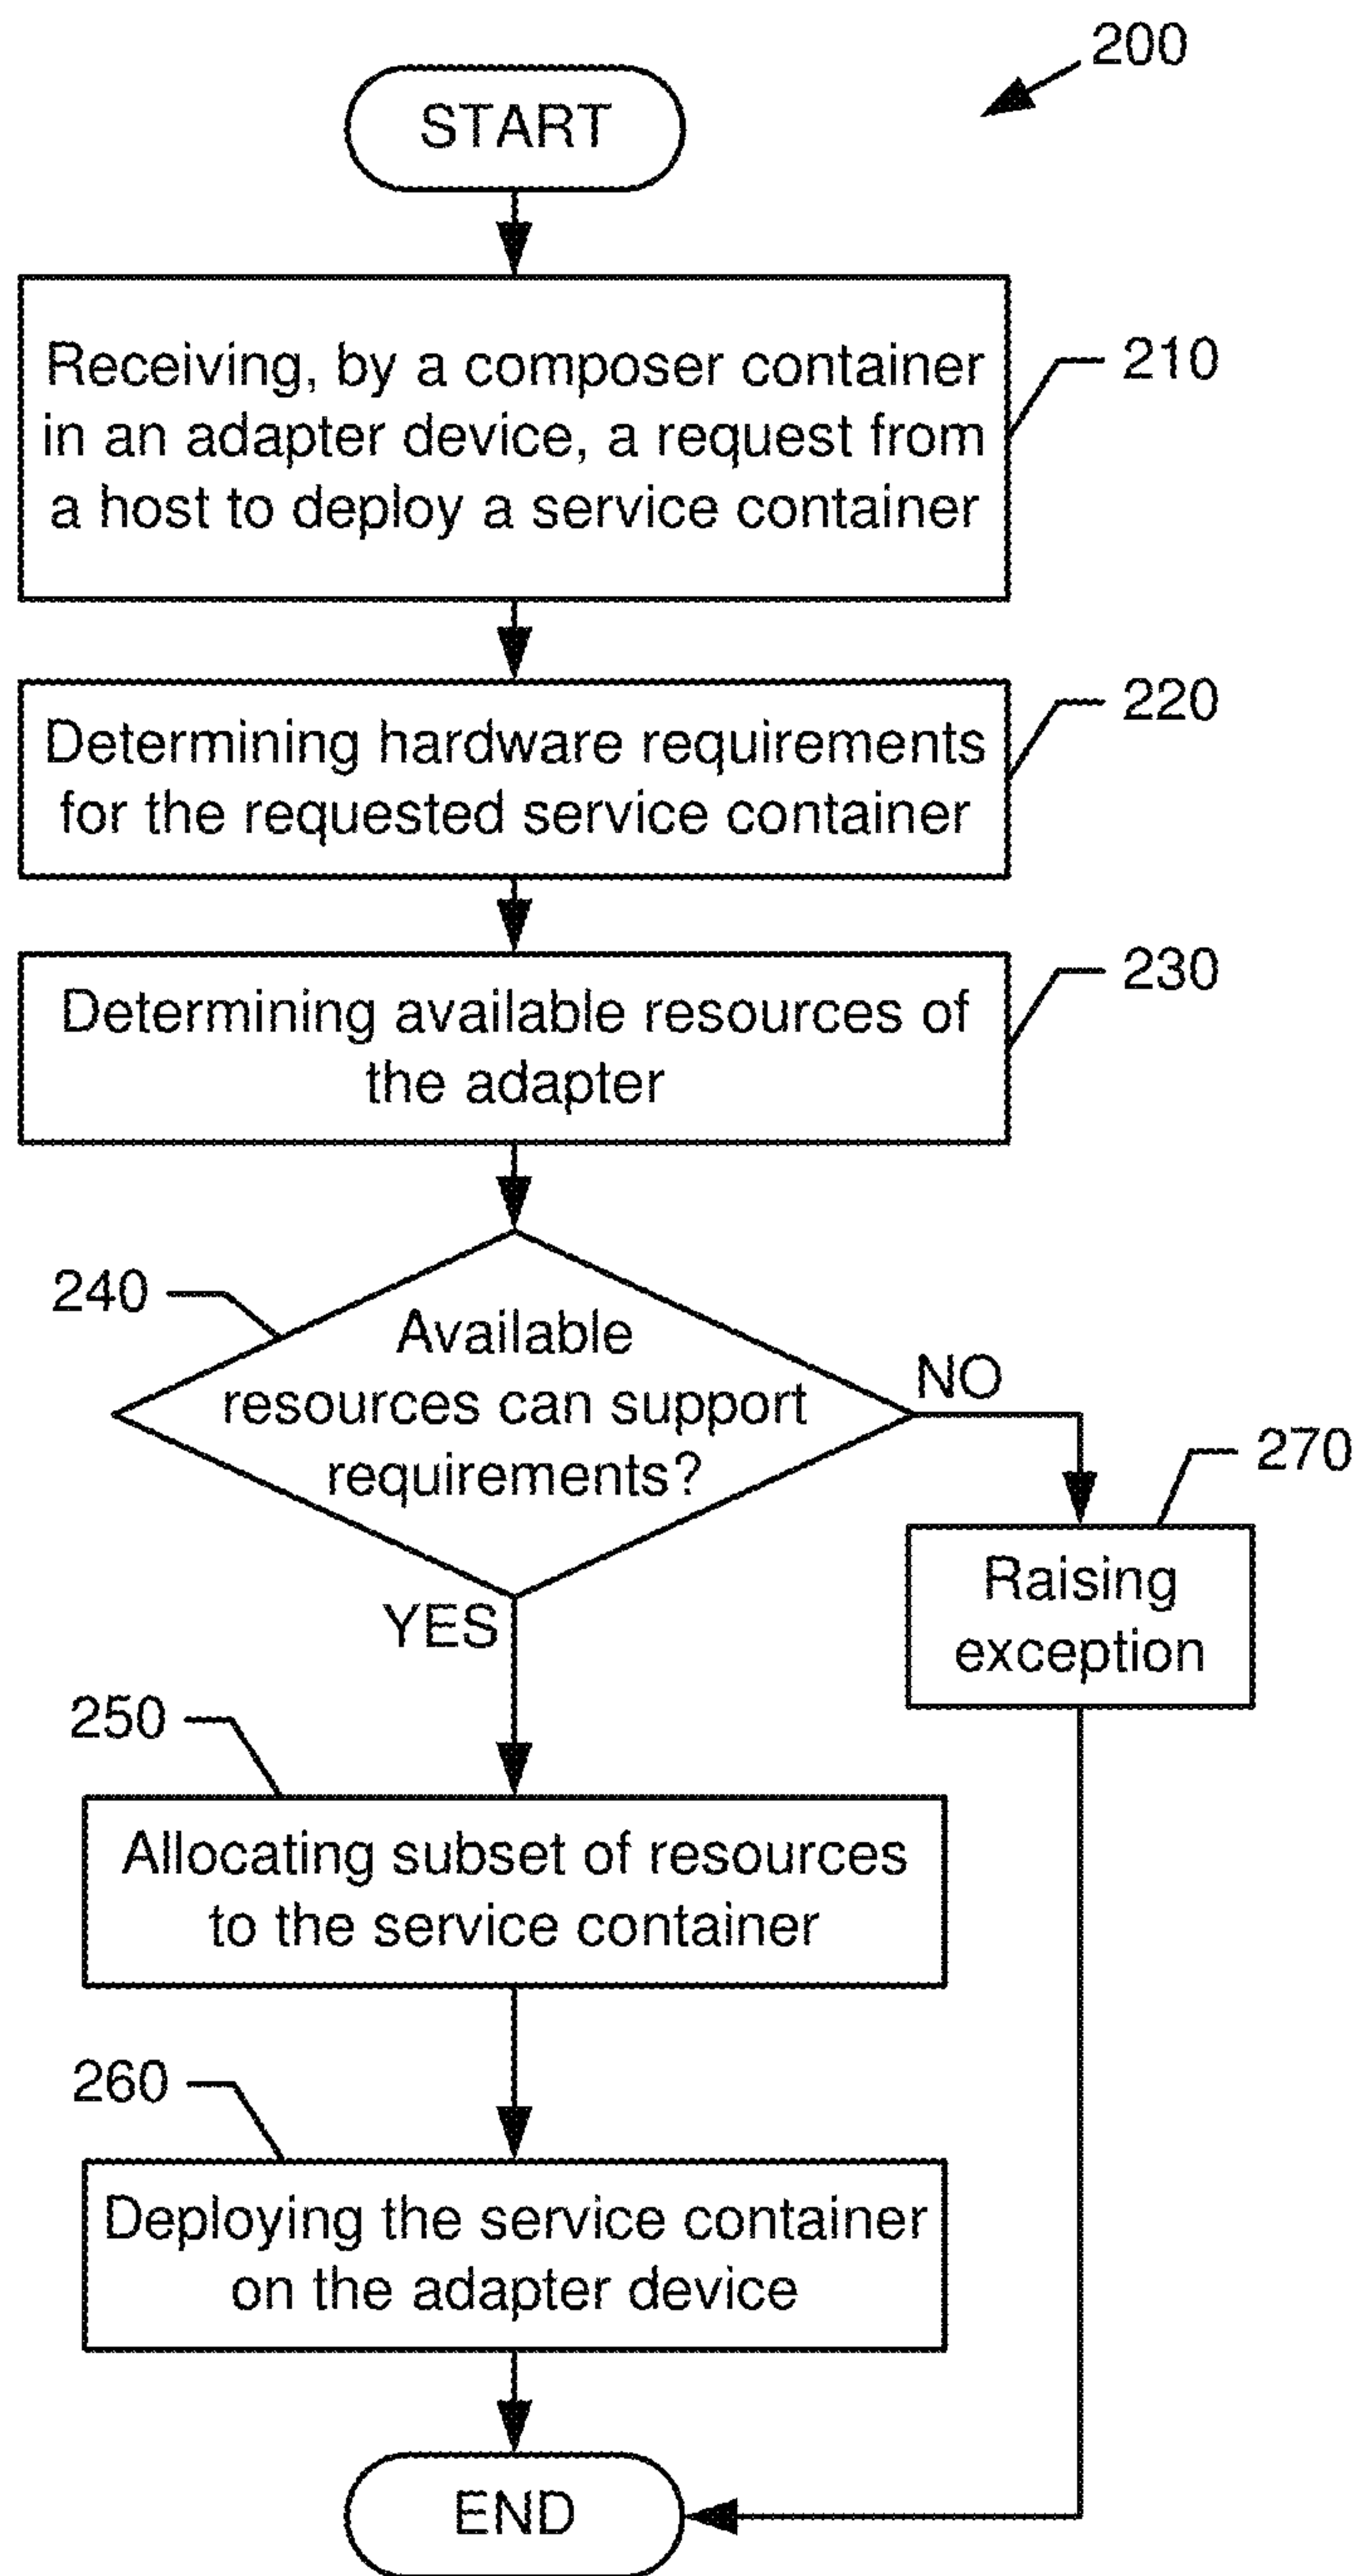 200
START
Receiving, by a composer container
in an adapter device, a request from
a host to deploy a service container
210
Determining hardware requirements
for the requested service container
220
Determining available resources of
the adapter
230
240
Available
resources can support
requirements?
NO
YES
270
Raising
exception
250
Allocating subset of resources
to the service container
260
Deploying the service container
on the adapter device
END